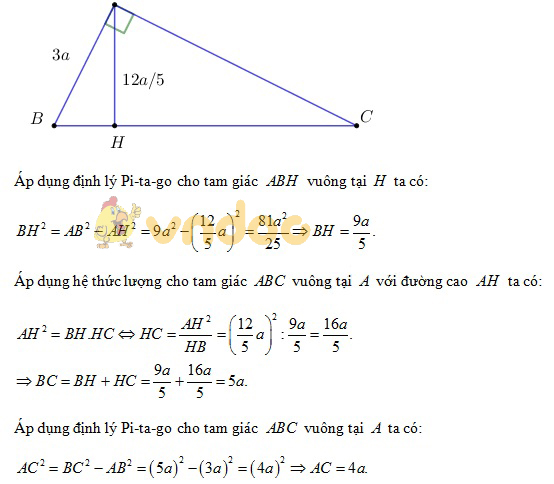 3a
12a/5
B
H
C
Áp dụng định lý Pi-ta-go cho tam giác ABH vuông tại H ta có:
BH² = AB² − AH² = 9a² − (12/5 a)² = 81a²/25 ⇒ BH = 9a/5.
Áp dụng hệ thức lượng cho tam giác ABC vuông tại A với đường cao AH ta có:
AH² = BH.HC ⇔ HC = AH²/HB = (12/5 a)² : 9a/5 = 16a/5.
⇒ BC = BH + HC = 9a/5 + 16a/5 = 5a.
Áp dụng định lý Pi-ta-go cho tam giác ABC vuông tại A ta có:
AC² = BC² − AB² = (5a)² − (3a)² = (4a)² ⇒ AC = 4a.
vndoc